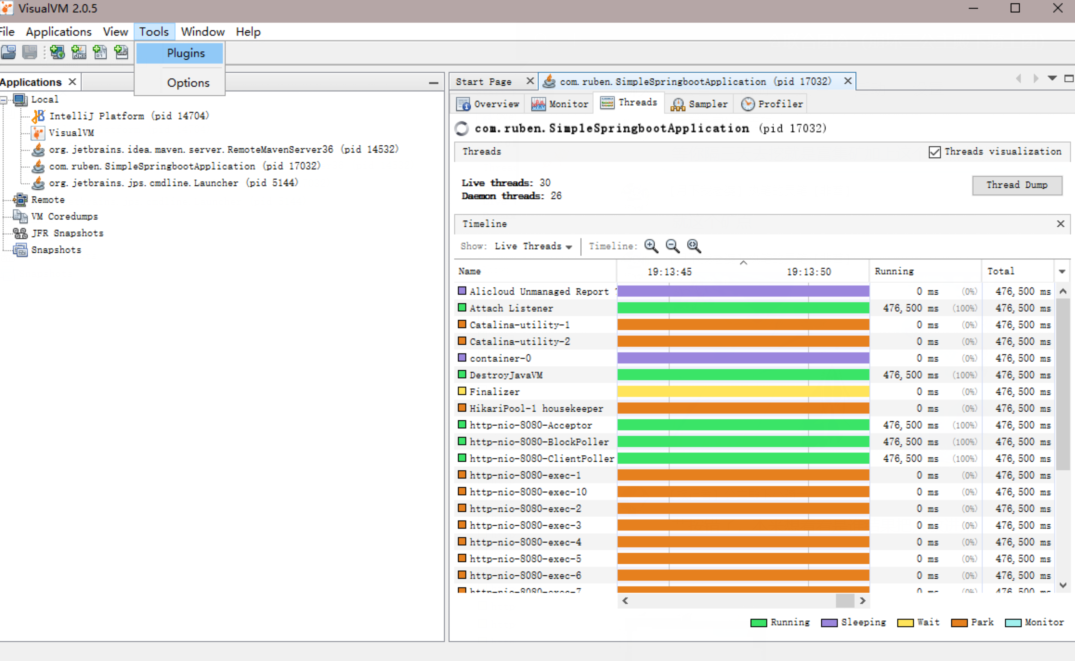 VisualVM 2.0.5
File Applications View Tools Window Help
Plugins
Options
Applications
Local
IntelliJ Platform (pid 14704)
VisualVM
org.jetbrains.idea.maven.server.RemoteMavenServer36 (pid 14532)
com.ruben.SimpleSpringbootApplication (pid 17032)
org.jetbrains.jps.cmdline.Launcher (pid 5144)
Remote
VM Coredumps
JFR Snapshots
Snapshots
Start Page com.ruben.SimpleSpringbootApplication (pid 17032)
Overview Monitor Threads Sampler Profiler
com.ruben.SimpleSpringbootApplication (pid 17032)
Threads Threads visualization
Live threads: 30
Daemon threads: 26
Thread Dump
Timeline
Show: Live Threads Timeline:
Name 19:13:45 19:13:50 Running Total
Alicloud Unmanaged Report 0 ms (0%) 476,500 ms
Attach Listener 476,500 ms (100%) 476,500 ms
Catalina-utility-1 0 ms (0%) 476,500 ms
Catalina-utility-2 0 ms (0%) 476,500 ms
container-0 0 ms (0%) 476,500 ms
DestroyJavaVM 476,500 ms (100%) 476,500 ms
Finalizer 0 ms (0%) 476,500 ms
HikariPool-1 housekeeper 0 ms (0%) 476,500 ms
http-nio-8080-Acceptor 476,500 ms (100%) 476,500 ms
http-nio-8080-BlockPoller 476,500 ms (100%) 476,500 ms
http-nio-8080-ClientPoller 476,500 ms (100%) 476,500 ms
http-nio-8080-exec-1 0 ms (0%) 476,500 ms
http-nio-8080-exec-10 0 ms (0%) 476,500 ms
http-nio-8080-exec-2 0 ms (0%) 476,500 ms
http-nio-8080-exec-3 0 ms (0%) 476,500 ms
http-nio-8080-exec-4 0 ms (0%) 476,500 ms
http-nio-8080-exec-5 0 ms (0%) 476,500 ms
http-nio-8080-exec-6 0 ms (0%) 476,500 ms
http-nio-8080-exec-7 0 ms (0%) 476,500 ms
Running Sleeping Wait Park Monitor